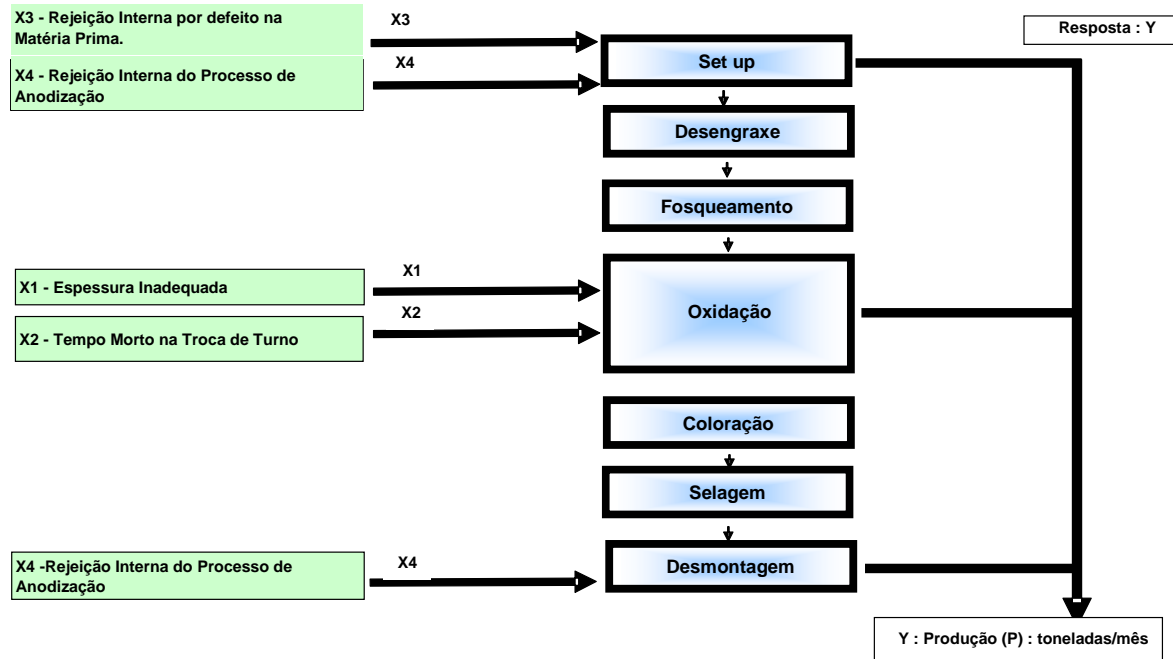 X3 - Rejeição Interna por defeito na
Matéria Prima.
X3
Resposta : Y
X4 - Rejeição Interna do Processo de
Anodização
X4
Set up
Desengraxe
Fosqueamento
X1 - Espessura Inadequada
X1
Oxidação
X2 - Tempo Morto na Troca de Turno
X2
Coloração
Selagem
X4 -Rejeição Interna do Processo de
Anodização
X4
Desmontagem
Y : Produção (P) : toneladas/mês